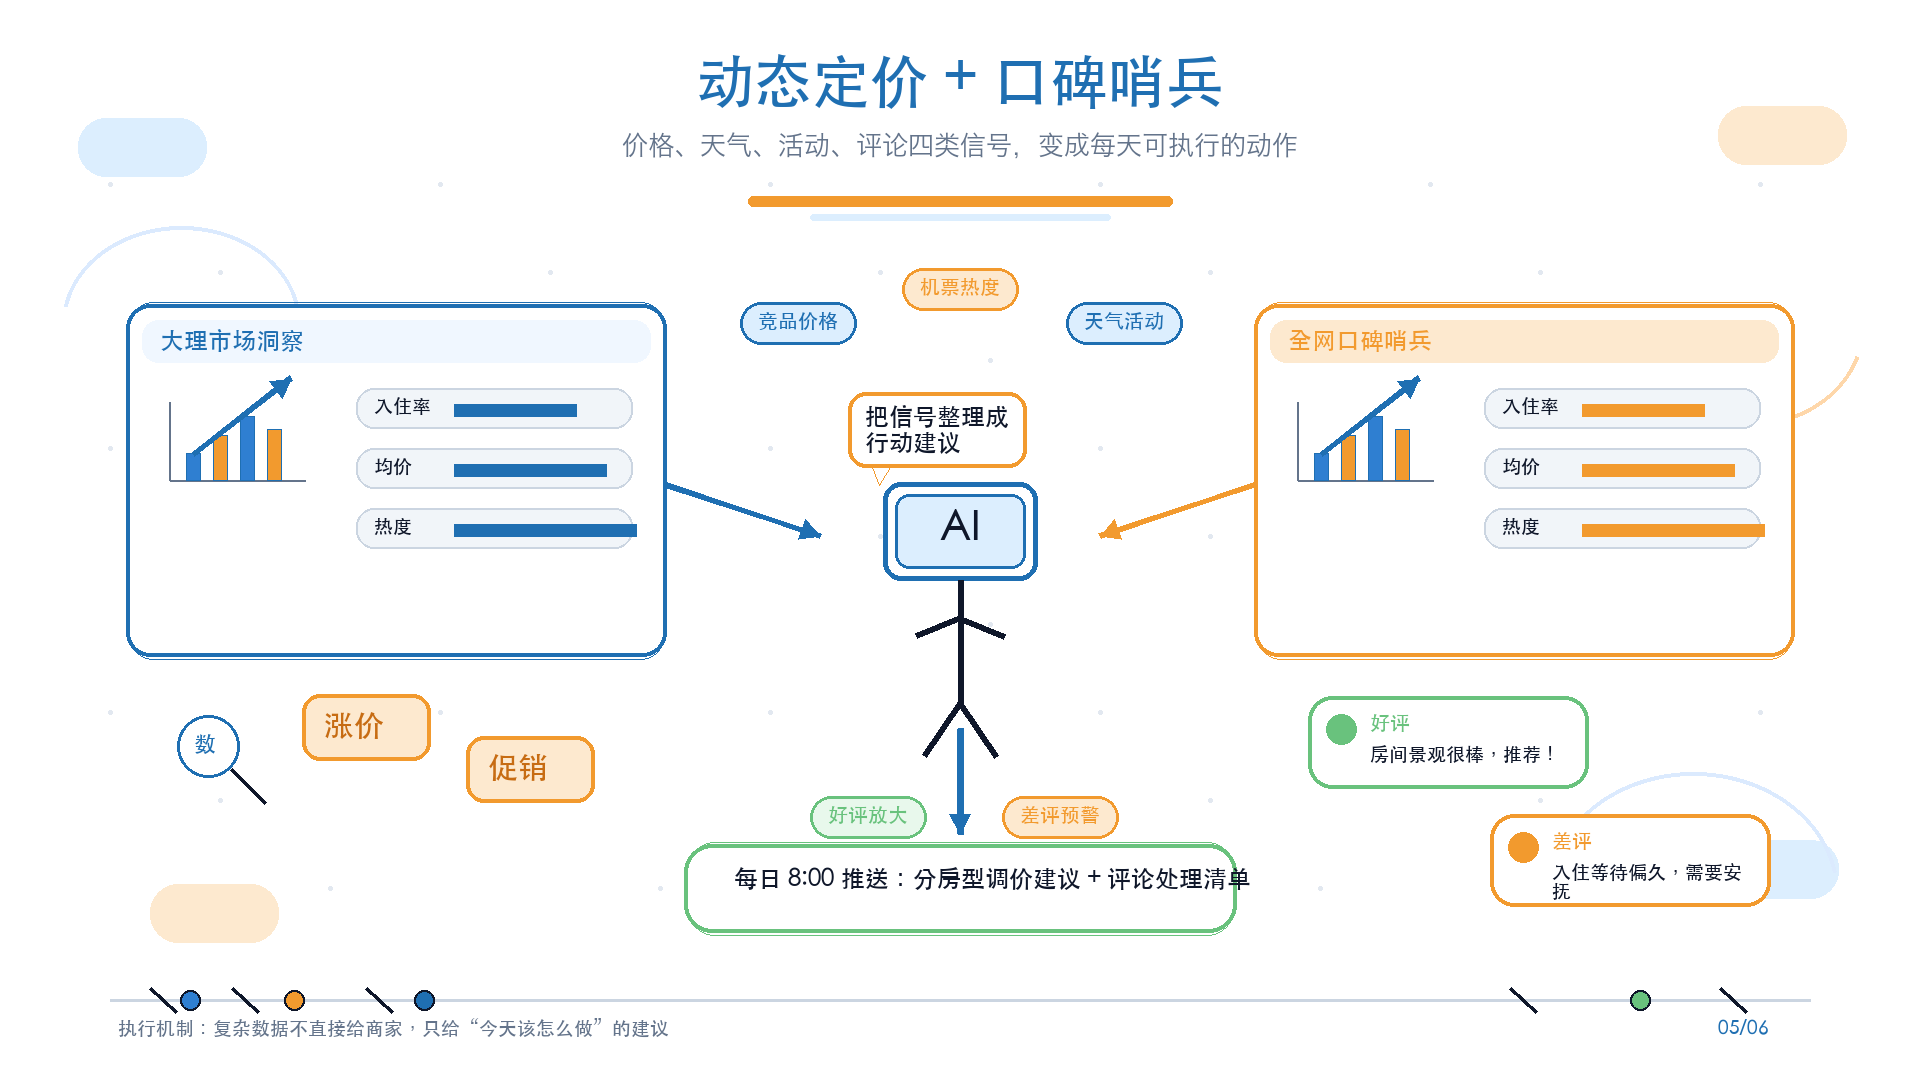 动态定价 + 口碑哨兵
价格、天气、活动、评论四类信号，变成每天可执行的动作
机票热度
竞品价格
天气活动
大理市场洞察
入住率
均价
热度
把信号整理成
行动建议
AI
全网口碑哨兵
入住率
均价
热度
数
涨价
促销
好评
房间景观很棒，推荐！
差评
入住等待偏久，需要安
抚
好评放大
差评预警
每日 8:00 推送：分房型调价建议 + 评论处理清单
执行机制：复杂数据不直接给商家，只给“今天该怎么做”的建议
05/06